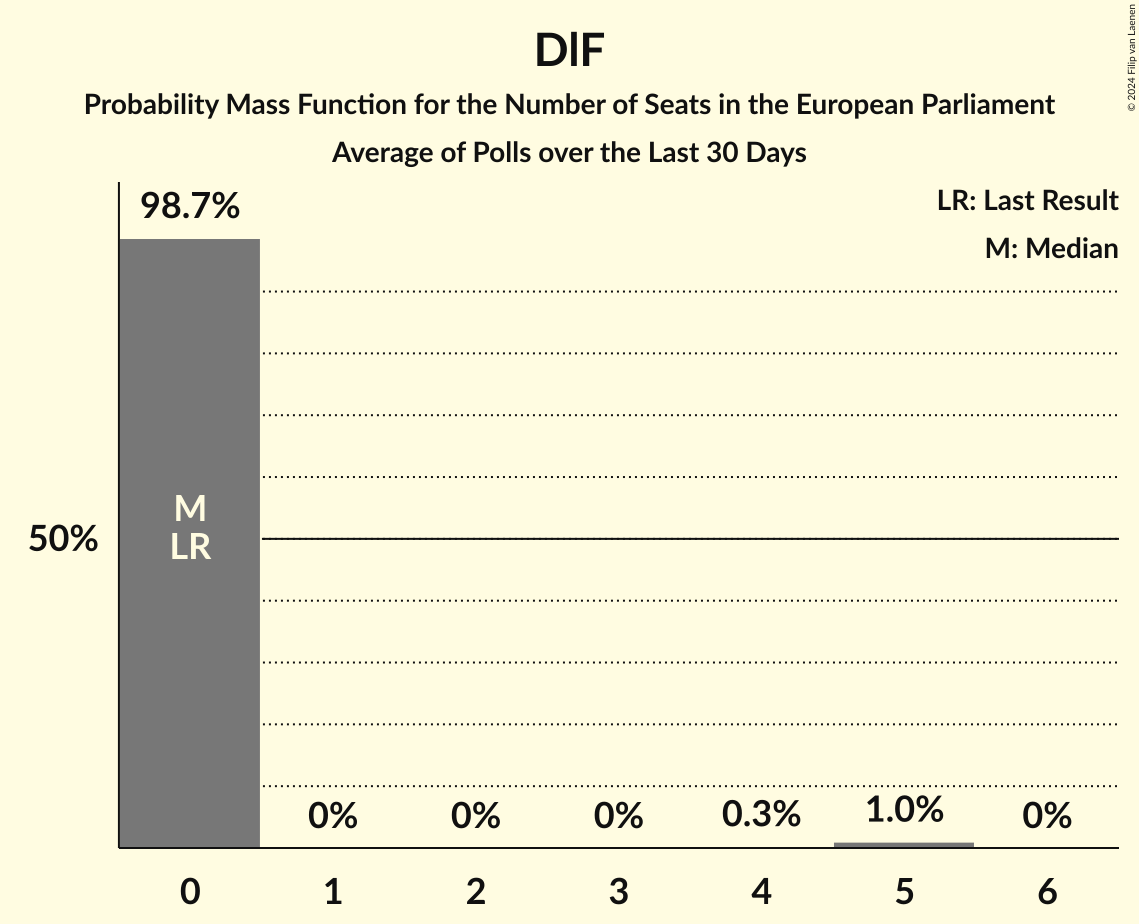 DIF
Probability Mass Function for the Number of Seats in the European Parliament
Average of Polls over the Last 30 Days
© 2024 Filip van Laenen
LR: Last Result
M: Median
98.7%
M
LR
50%
0%
0%
0%
0.3%
1.0%
0%
0
1
2
3
4
5
6